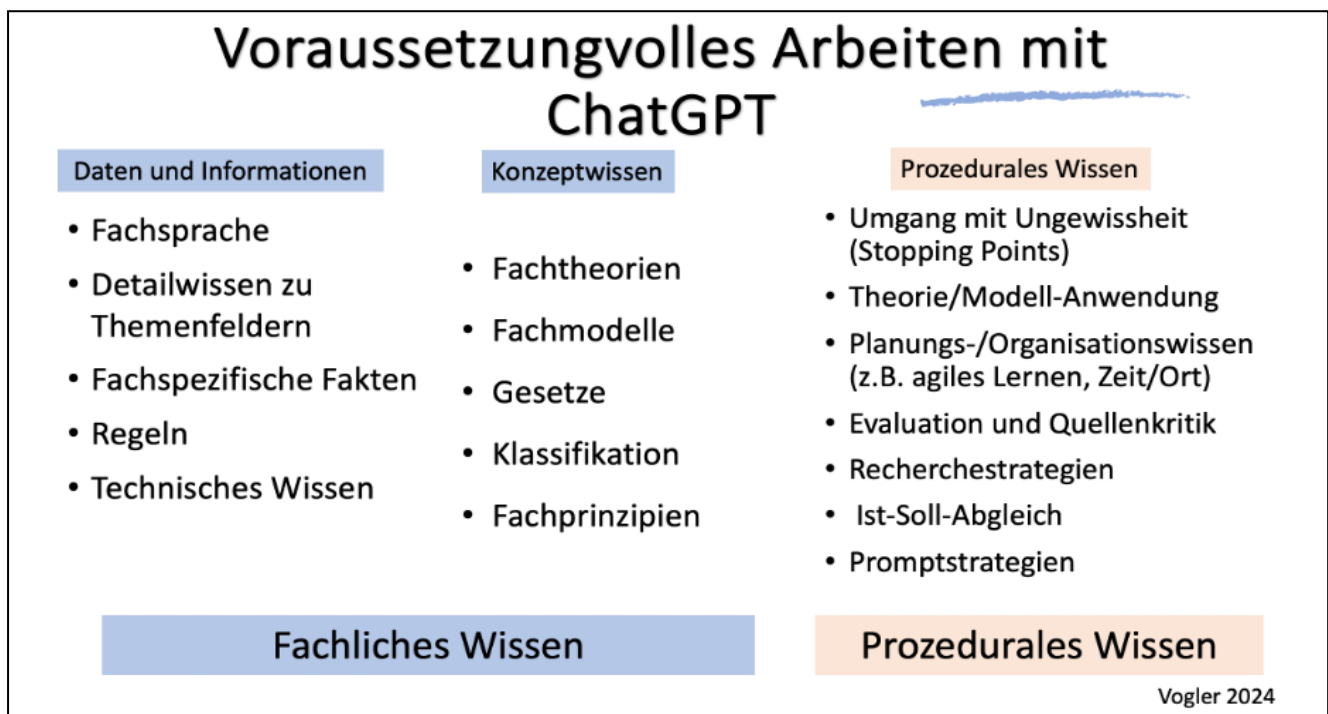 Voraussetzungvolles Arbeiten mit
ChatGPT
Daten und Informationen
• Fachsprache
• Detailwissen zu
Themenfeldern
• Fachspezifische Fakten
• Regeln
• Technisches Wissen
Konzeptwissen
• Fachtheorien
• Fachmodelle
• Gesetze
• Klassifikation
• Fachprinzipien
Prozedurales Wissen
• Umgang mit Ungewissheit
(Stopping Points)
• Theorie/Modell-Anwendung
• Planungs-/Organisationswissen
(z.B. agiles Lernen, Zeit/Ort)
• Evaluation und Quellenkritik
• Recherchestrategien
• Ist-Soll-Abgleich
• Promptstrategien
Fachliches Wissen
Prozedurales Wissen
Vogler 2024